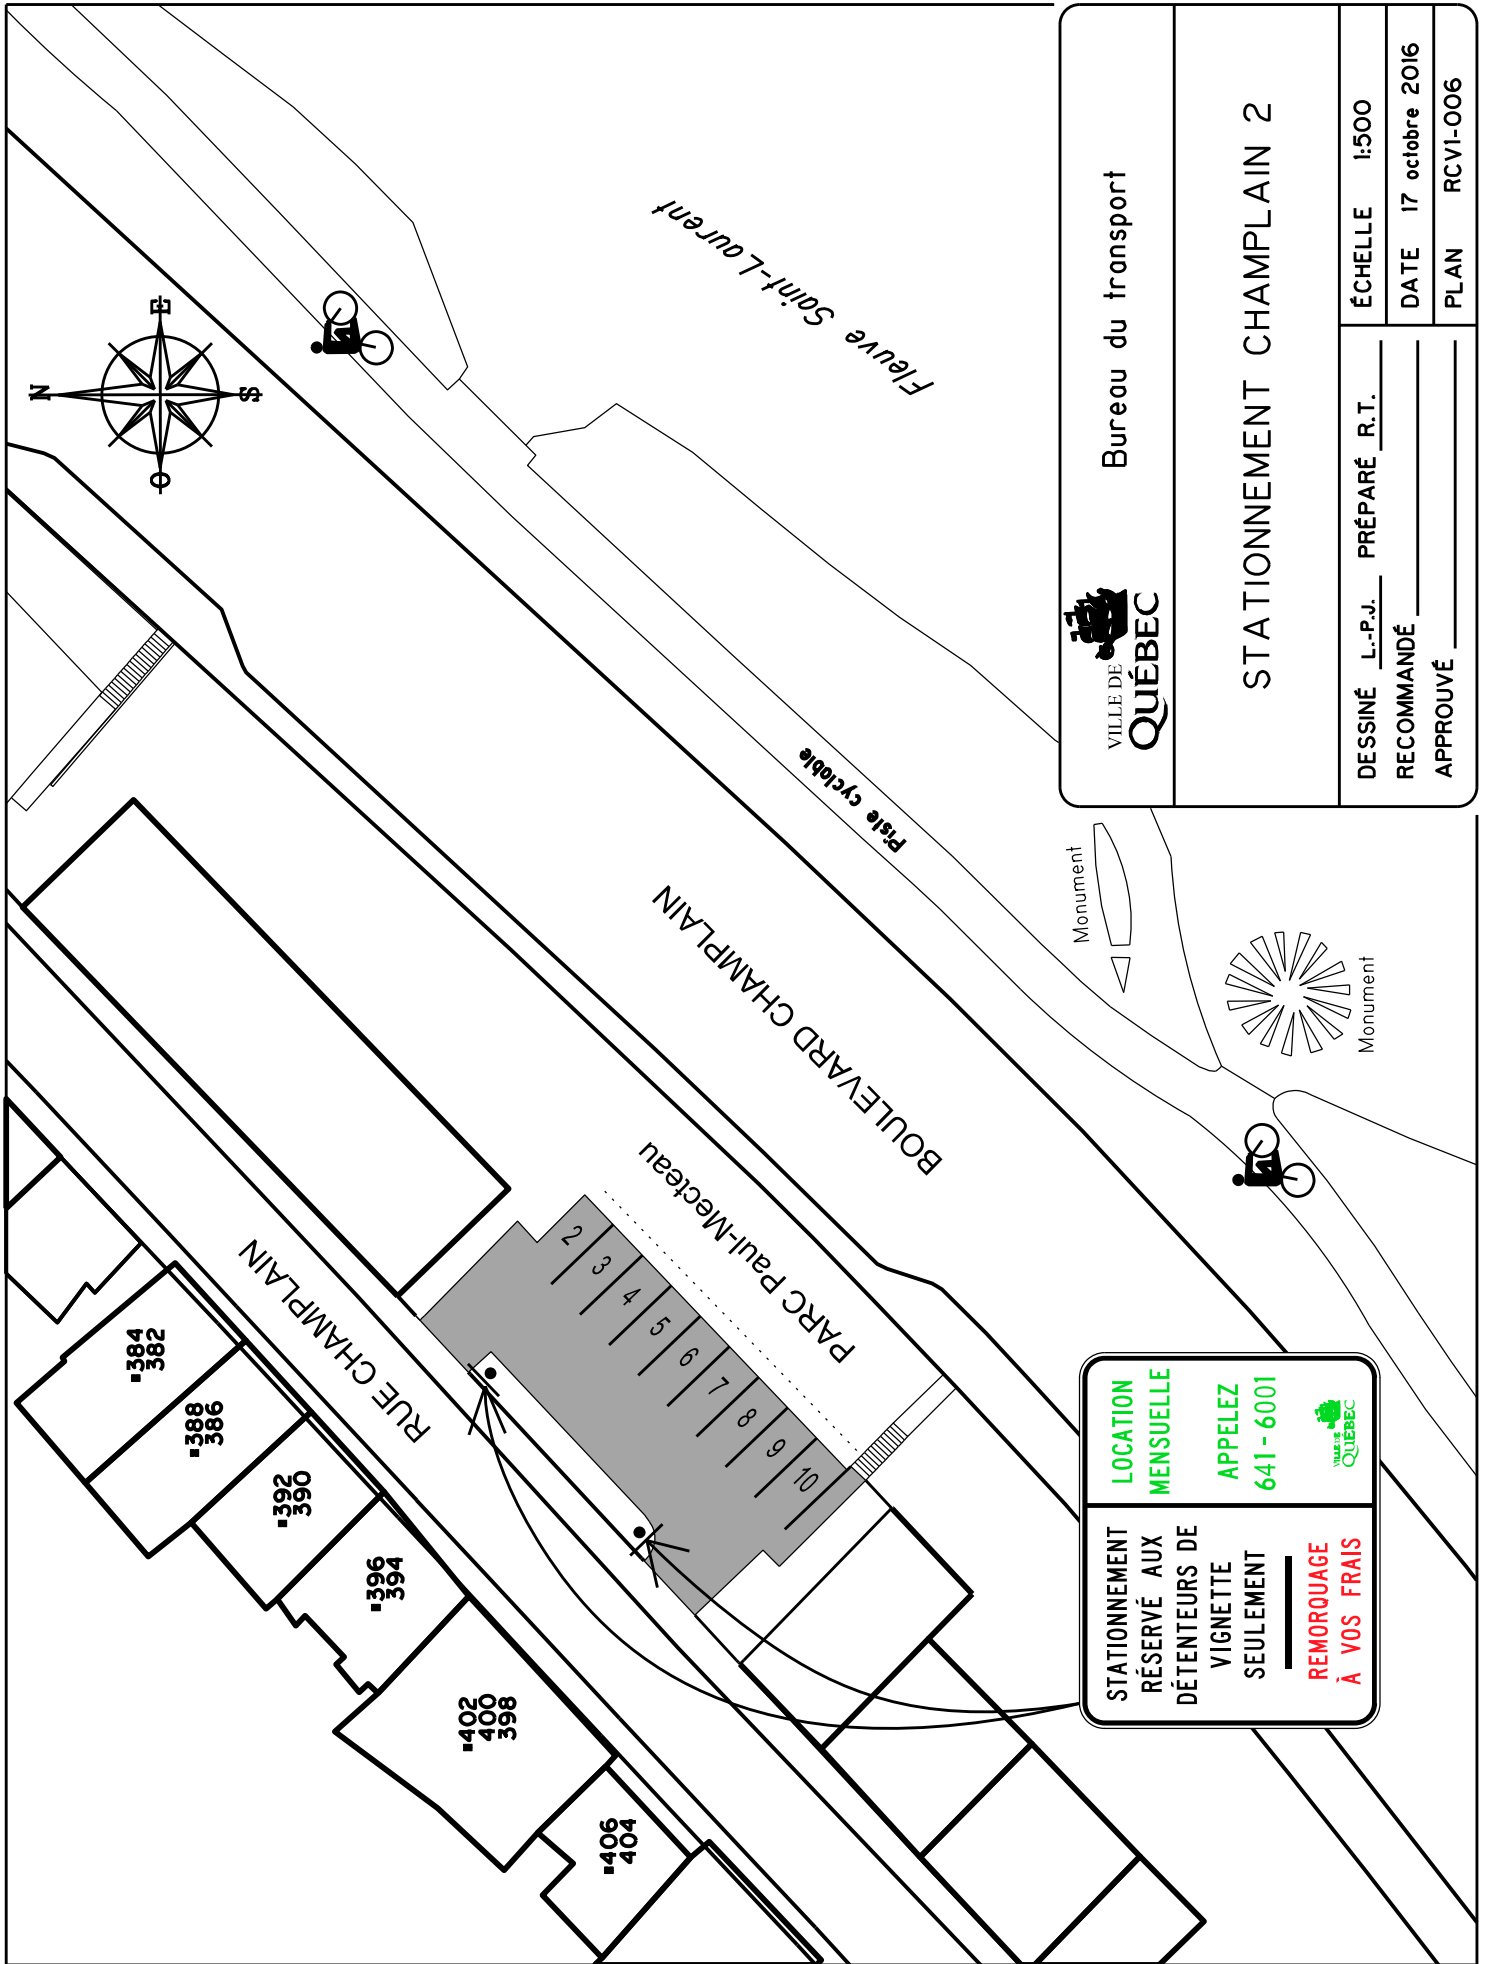 N
E
S
O
Fleuve Saint-Laurent
Piste cyclable
BOULEVARD CHAMPLAIN
PARC Paul-Mecteau
RUE CHAMPLAIN
Monument
Monument
2
3
4
5
6
7
8
9
10
384
382
388
386
392
390
396
394
402
400
398
406
404
STATIONNEMENT
RÉSERVÉ AUX
DÉTENTEURS DE
VIGNETTE
SEULEMENT
REMORQUAGE
À VOS FRAIS
LOCATION
MENSUELLE
APPELEZ
641-6001
VILLE DE
QUÉBEC
VILLE DE
QUÉBEC
Bureau du transport
STATIONNEMENT CHAMPLAIN 2
DESSINÉ L.-P.J. PRÉPARÉ R.T.
RECOMMANDÉ
APPROUVÉ
ÉCHELLE 1:500
DATE 17 octobre 2016
PLAN RCV1-006